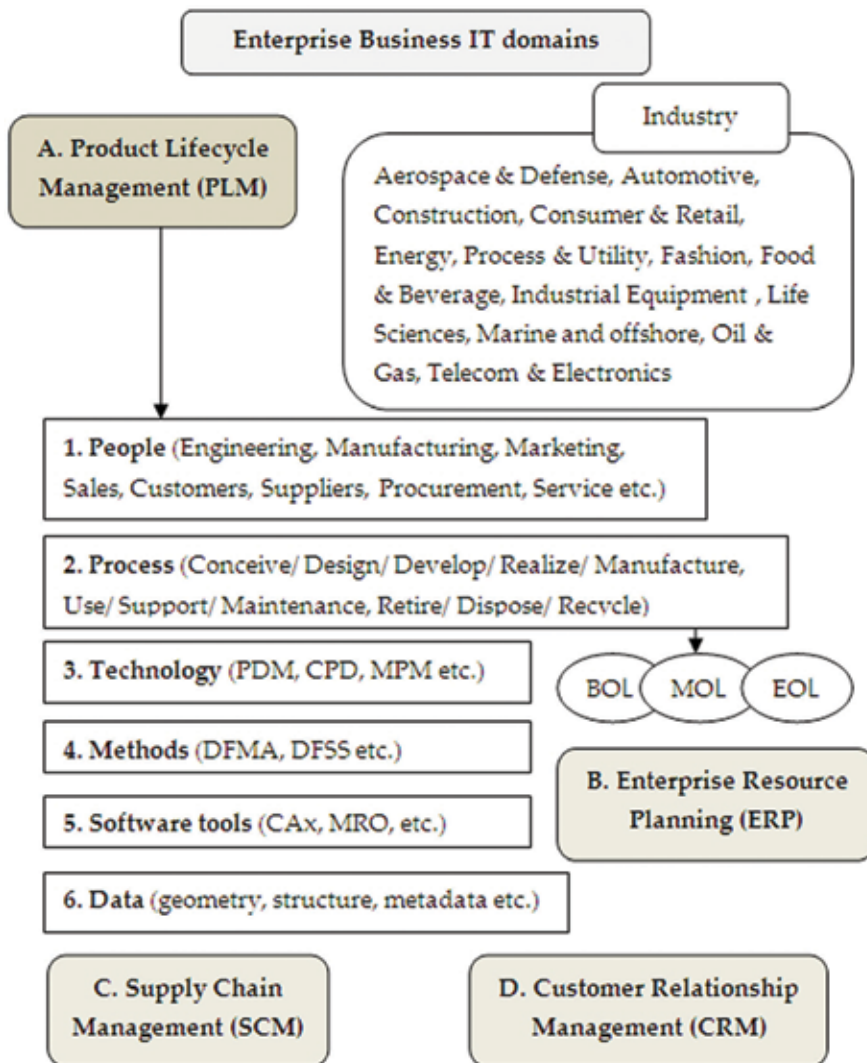 Enterprise Business IT domains
Industry
A. Product Lifecycle
Management (PLM)
Aerospace & Defense, Automotive,
Construction, Consumer & Retail,
Energy, Process & Utility, Fashion, Food
& Beverage, Industrial Equipment , Life
Sciences, Marine and offshore, Oil &
Gas, Telecom & Electronics
1. People (Engineering, Manufacturing, Marketing,
Sales, Customers, Suppliers, Procurement, Service etc.)
2. Process (Conceive/ Design/ Develop/ Realize/ Manufacture,
Use/ Support/ Maintenance, Retire/ Dispose/ Recycle)
3. Technology (PDM, CPD, MPM etc.)
BOL
MOL
EOL
4. Methods (DFMA, DFSS etc.)
B. Enterprise Resource
Planning (ERP)
5. Software tools (CAx, MRO, etc.)
6. Data (geometry, structure, metadata etc.)
C. Supply Chain
Management (SCM)
D. Customer Relationship
Management (CRM)